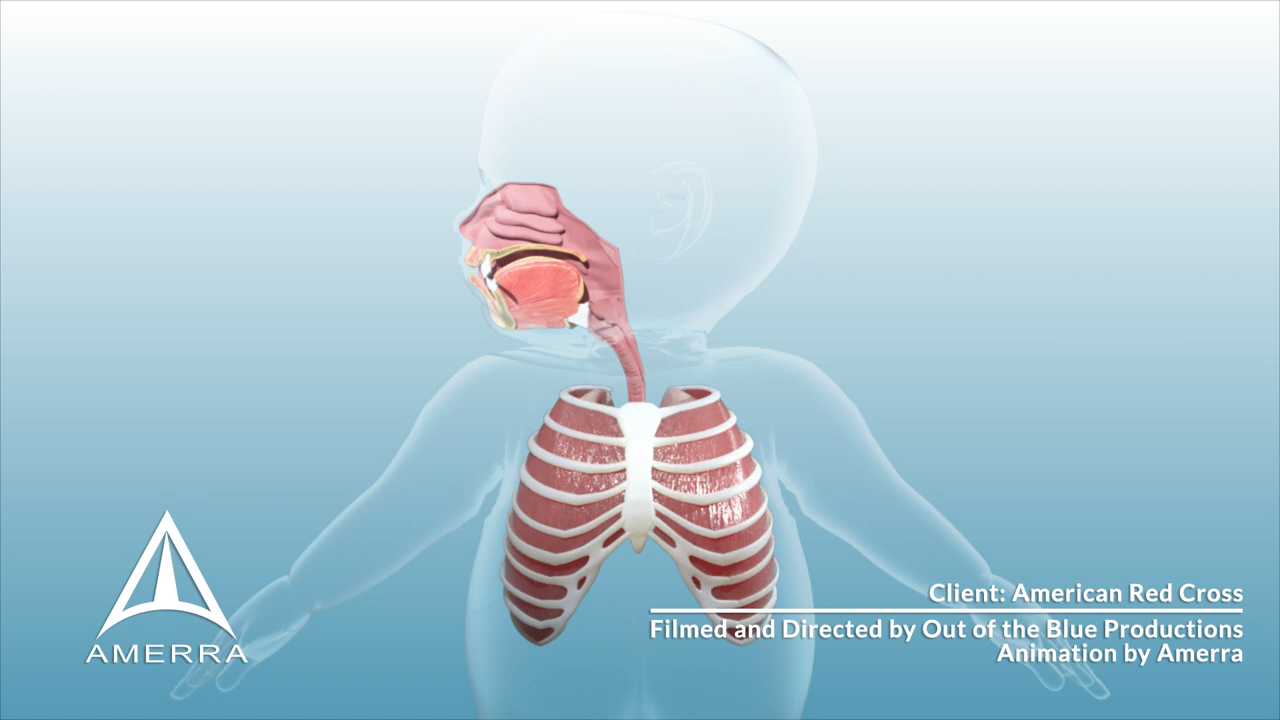 AMERRA
Client: American Red Cross
Filmed and Directed by Out of the Blue Productions
Animation by Amerra